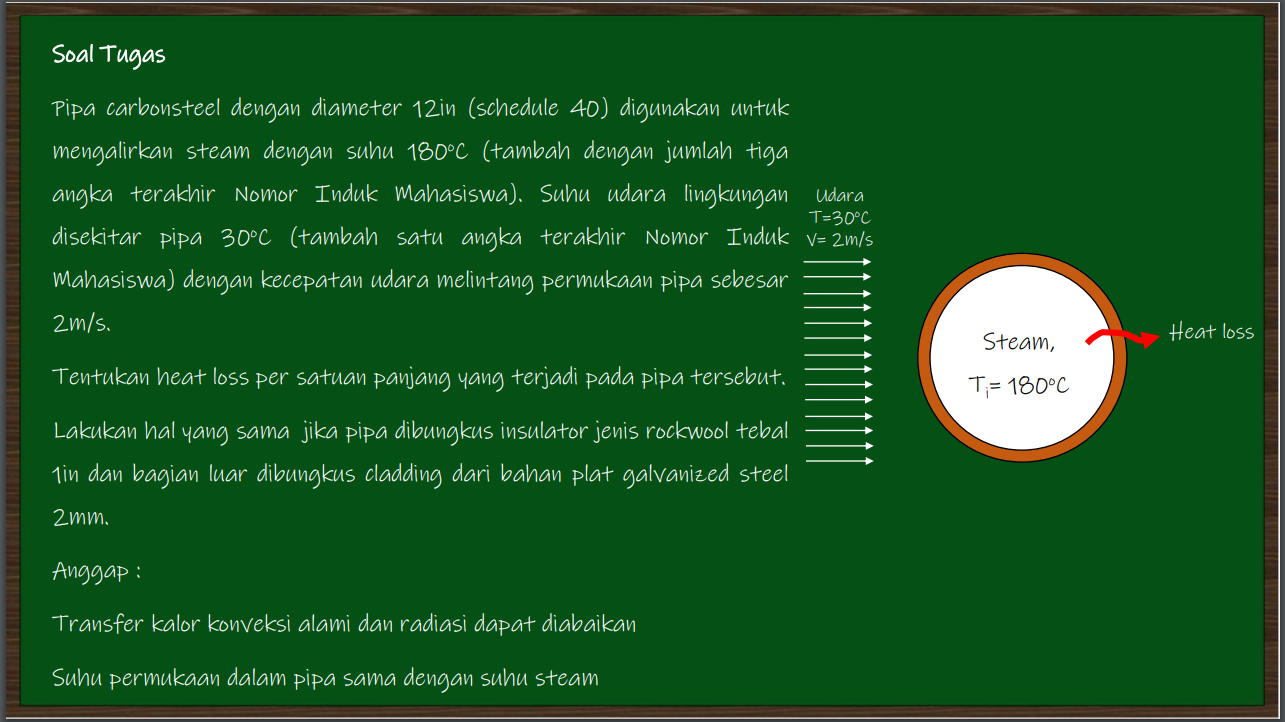 Soal Tugas
Pipa carbonsteel dengan diameter 12in (schedule 40) digunakan untuk
mengalirkan steam dengan suhu 180°C (tambah dengan jumlah tiga
angka terakhir Nomor Induk Mahasiswa). Suhu udara lingkungan
disekitar pipa 30°C (tambah satu angka terakhir Nomor Induk
Mahasiswa) dengan kecepatan udara melintang permukaan pipa sebesar
2m/s.
Tentukan heat loss per satuan panjang yang terjadi pada pipa tersebut.
Lakukan hal yang sama jika pipa dibungkus insulator jenis rockwool tebal
1in dan bagian luar dibungkus cladding dari bahan plat galvanized steel
2mm.
Anggap :
Transfer kalor konveksi alami dan radiasi dapat diabaikan
Suhu permukaan dalam pipa sama dengan suhu steam
Udara
T=30°C
V= 2m/s
Steam,
Ti= 180°C
Heat loss